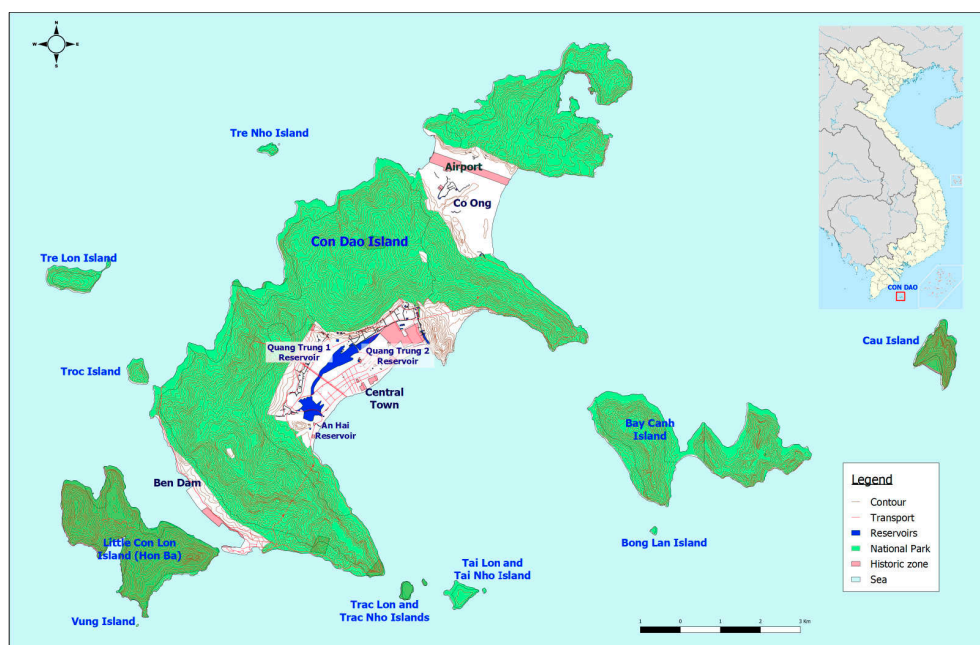 N
W E
S
Tre Nho Island
Airport
Co Ong
Con Dao Island
Tre Lon Island
CON DAO
Cau Island
Quang Trung 1
Reservoir
Quang Trung 2
Reservoir
Troc Island
Central
Town
An Hai
Reservoir
Bay Canh
Island
Ben Dam
Little Con Lon
Island (Hon Ba)
Bong Lan Island
Tai Lon and
Tai Nho Island
Trac Lon and
Trac Nho Islands
Vung Island
Legend
Contour
Transport
Reservoirs
National Park
Historic zone
Sea
1 0 1 2 3 Km